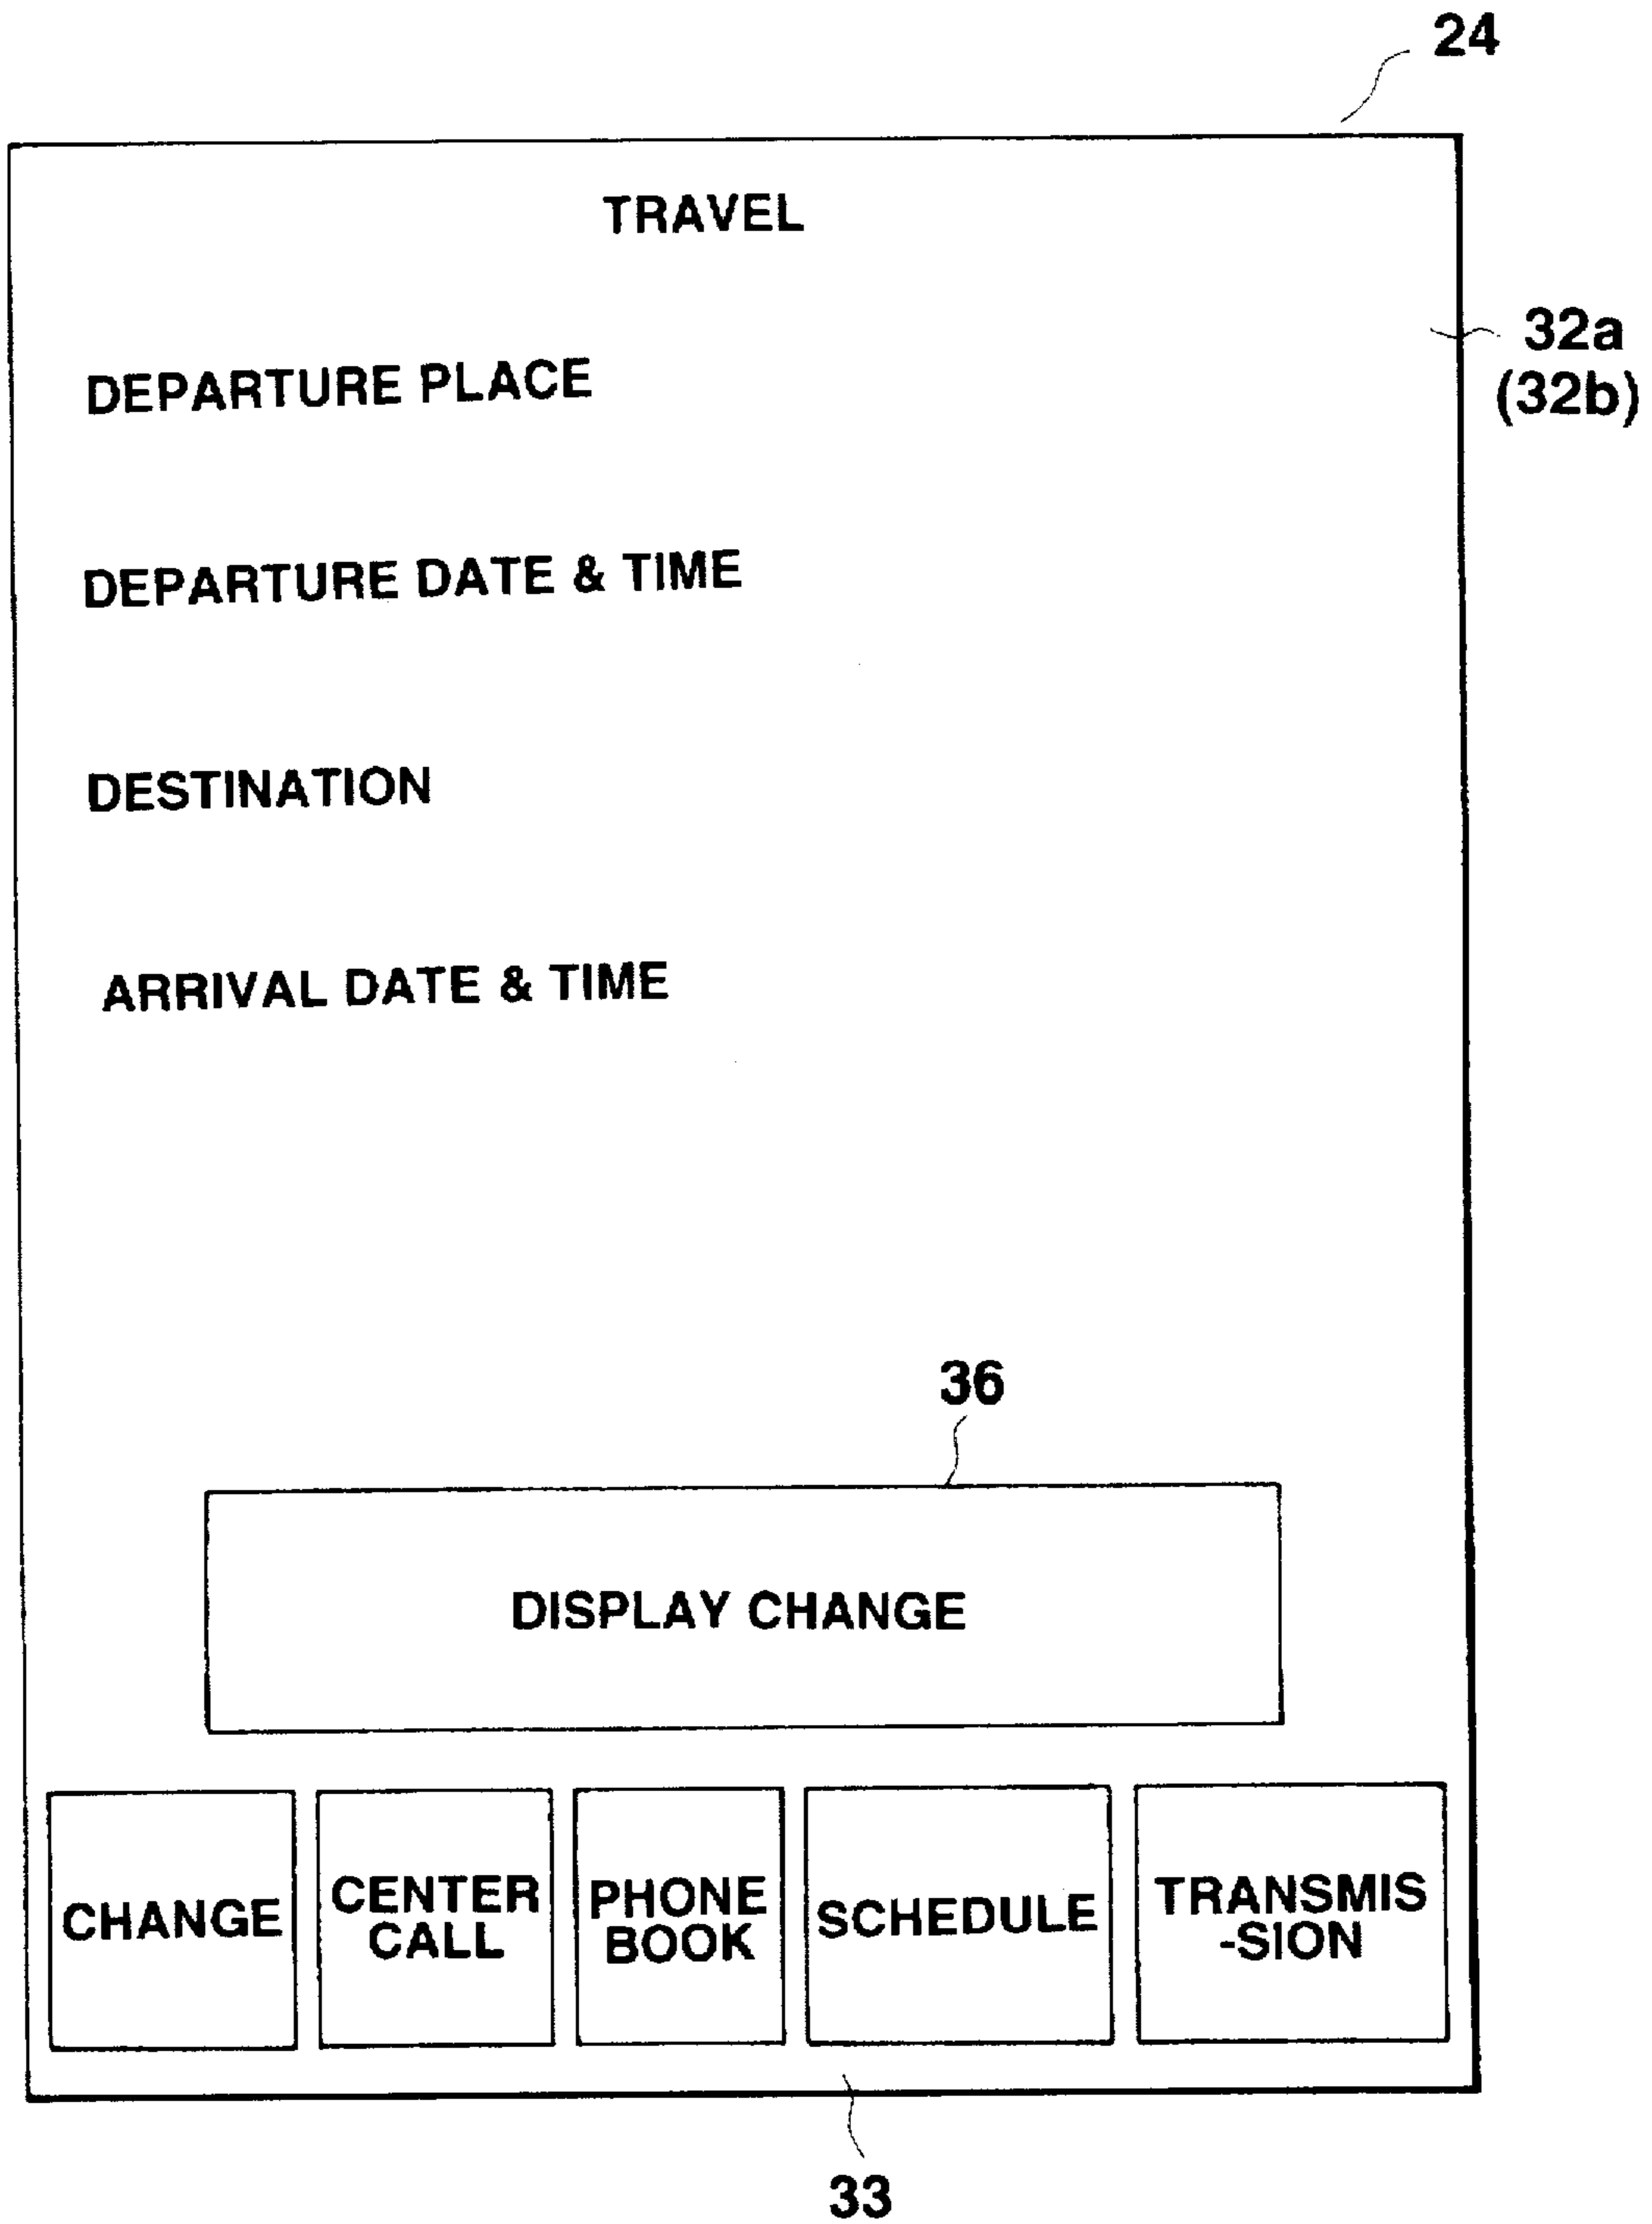 24
TRAVEL
32a
(32b)
DEPARTURE PLACE
DEPARTURE DATE & TIME
DESTINATION
ARRIVAL DATE & TIME
36
DISPLAY CHANGE
CHANGE
CENTER
CALL
PHONE
BOOK
SCHEDULE
TRANSMIS
-SION
33